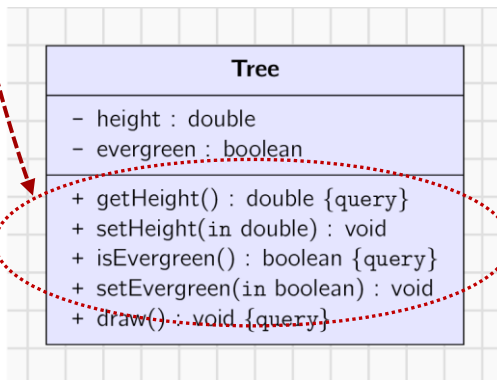 Tree
- height : double
- evergreen : boolean
+ getHeight() : double {query}
+ setHeight(in double) : void
+ isEvergreen() : boolean {query}
+ setEvergreen(in boolean) : void
+ draw() : void {query}